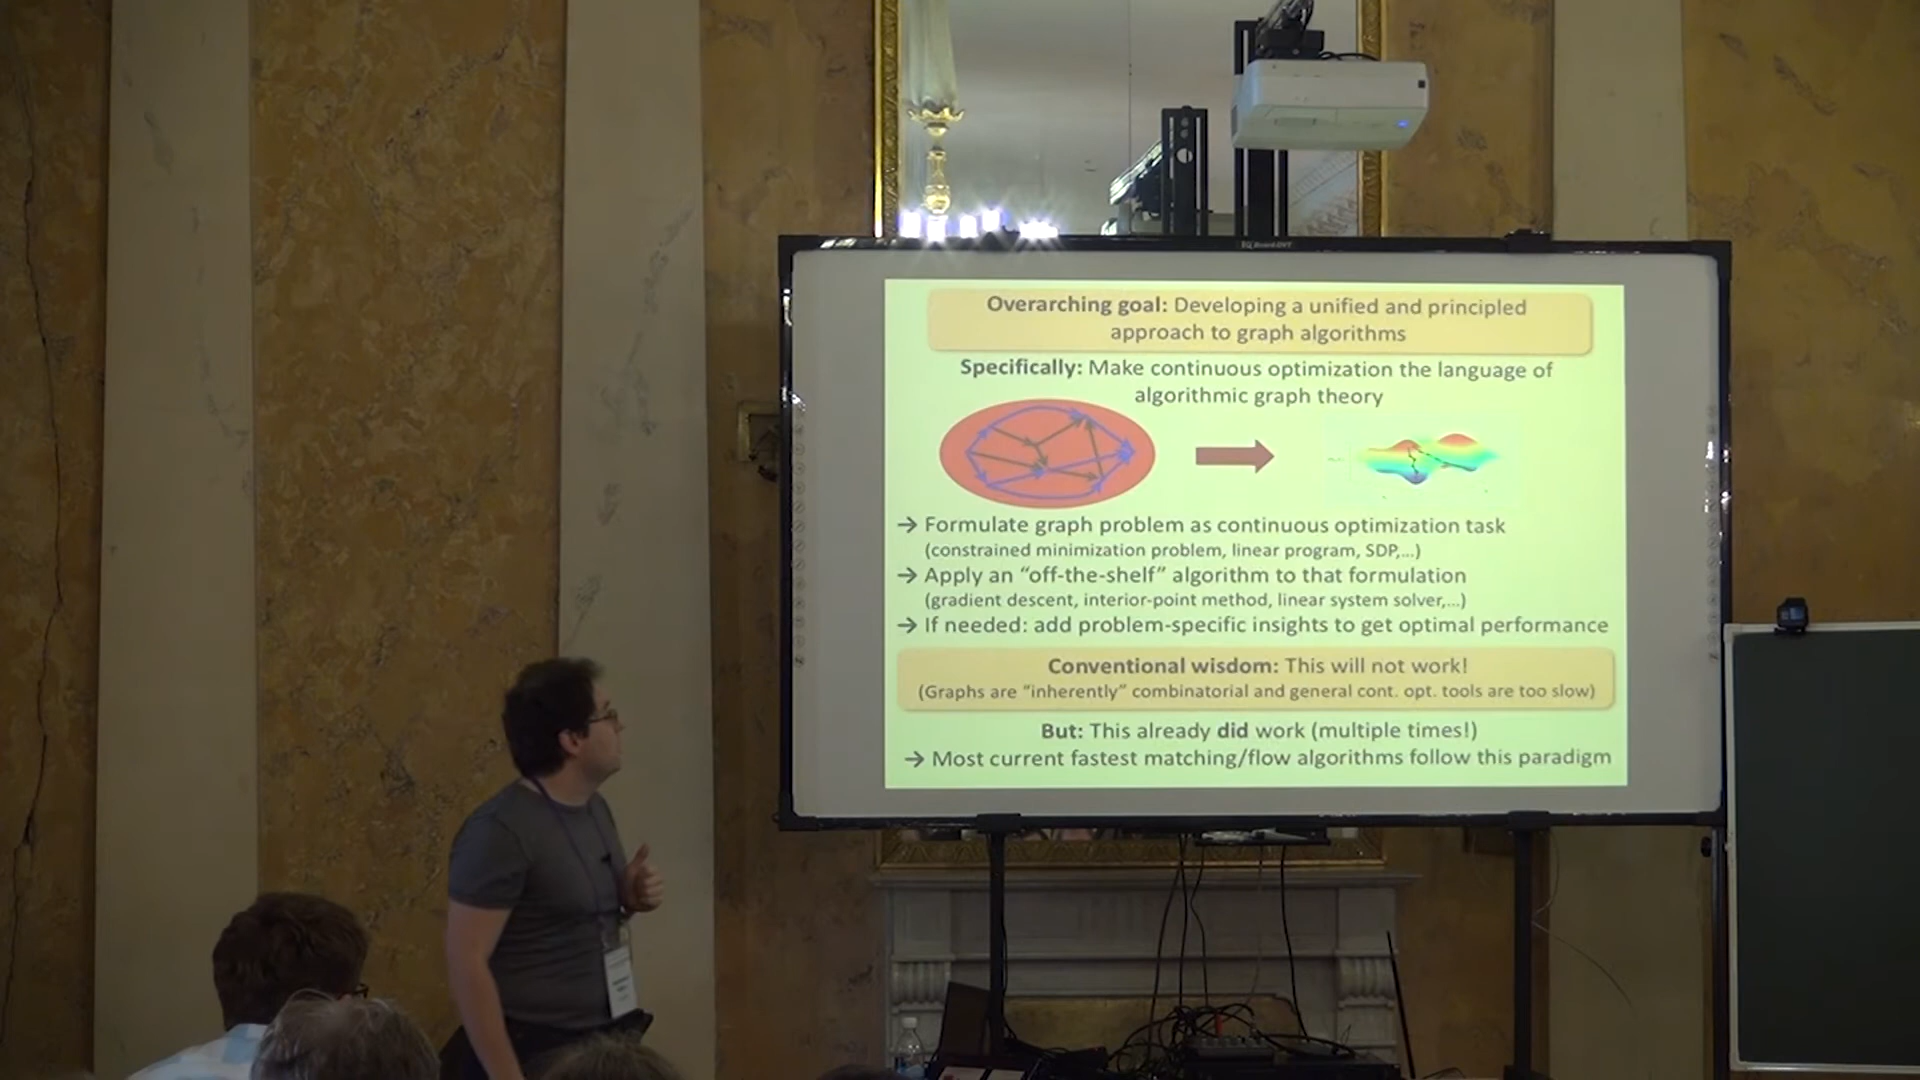 Overarching goal: Developing a unified and principled
approach to graph algorithms
Specifically: Make continuous optimization the language of
algorithmic graph theory
→ Formulate graph problem as continuous optimization task
(constrained minimization problem, linear program, SDP,...)
→ Apply an “off-the-shelf” algorithm to that formulation
(gradient descent, interior-point method, linear system solver,...)
→ If needed: add problem-specific insights to get optimal performance
Conventional wisdom: This will not work!
(Graphs are “inherently” combinatorial and general cont. opt. tools are too slow)
But: This already did work (multiple times!)
→ Most current fastest matching/flow algorithms follow this paradigm